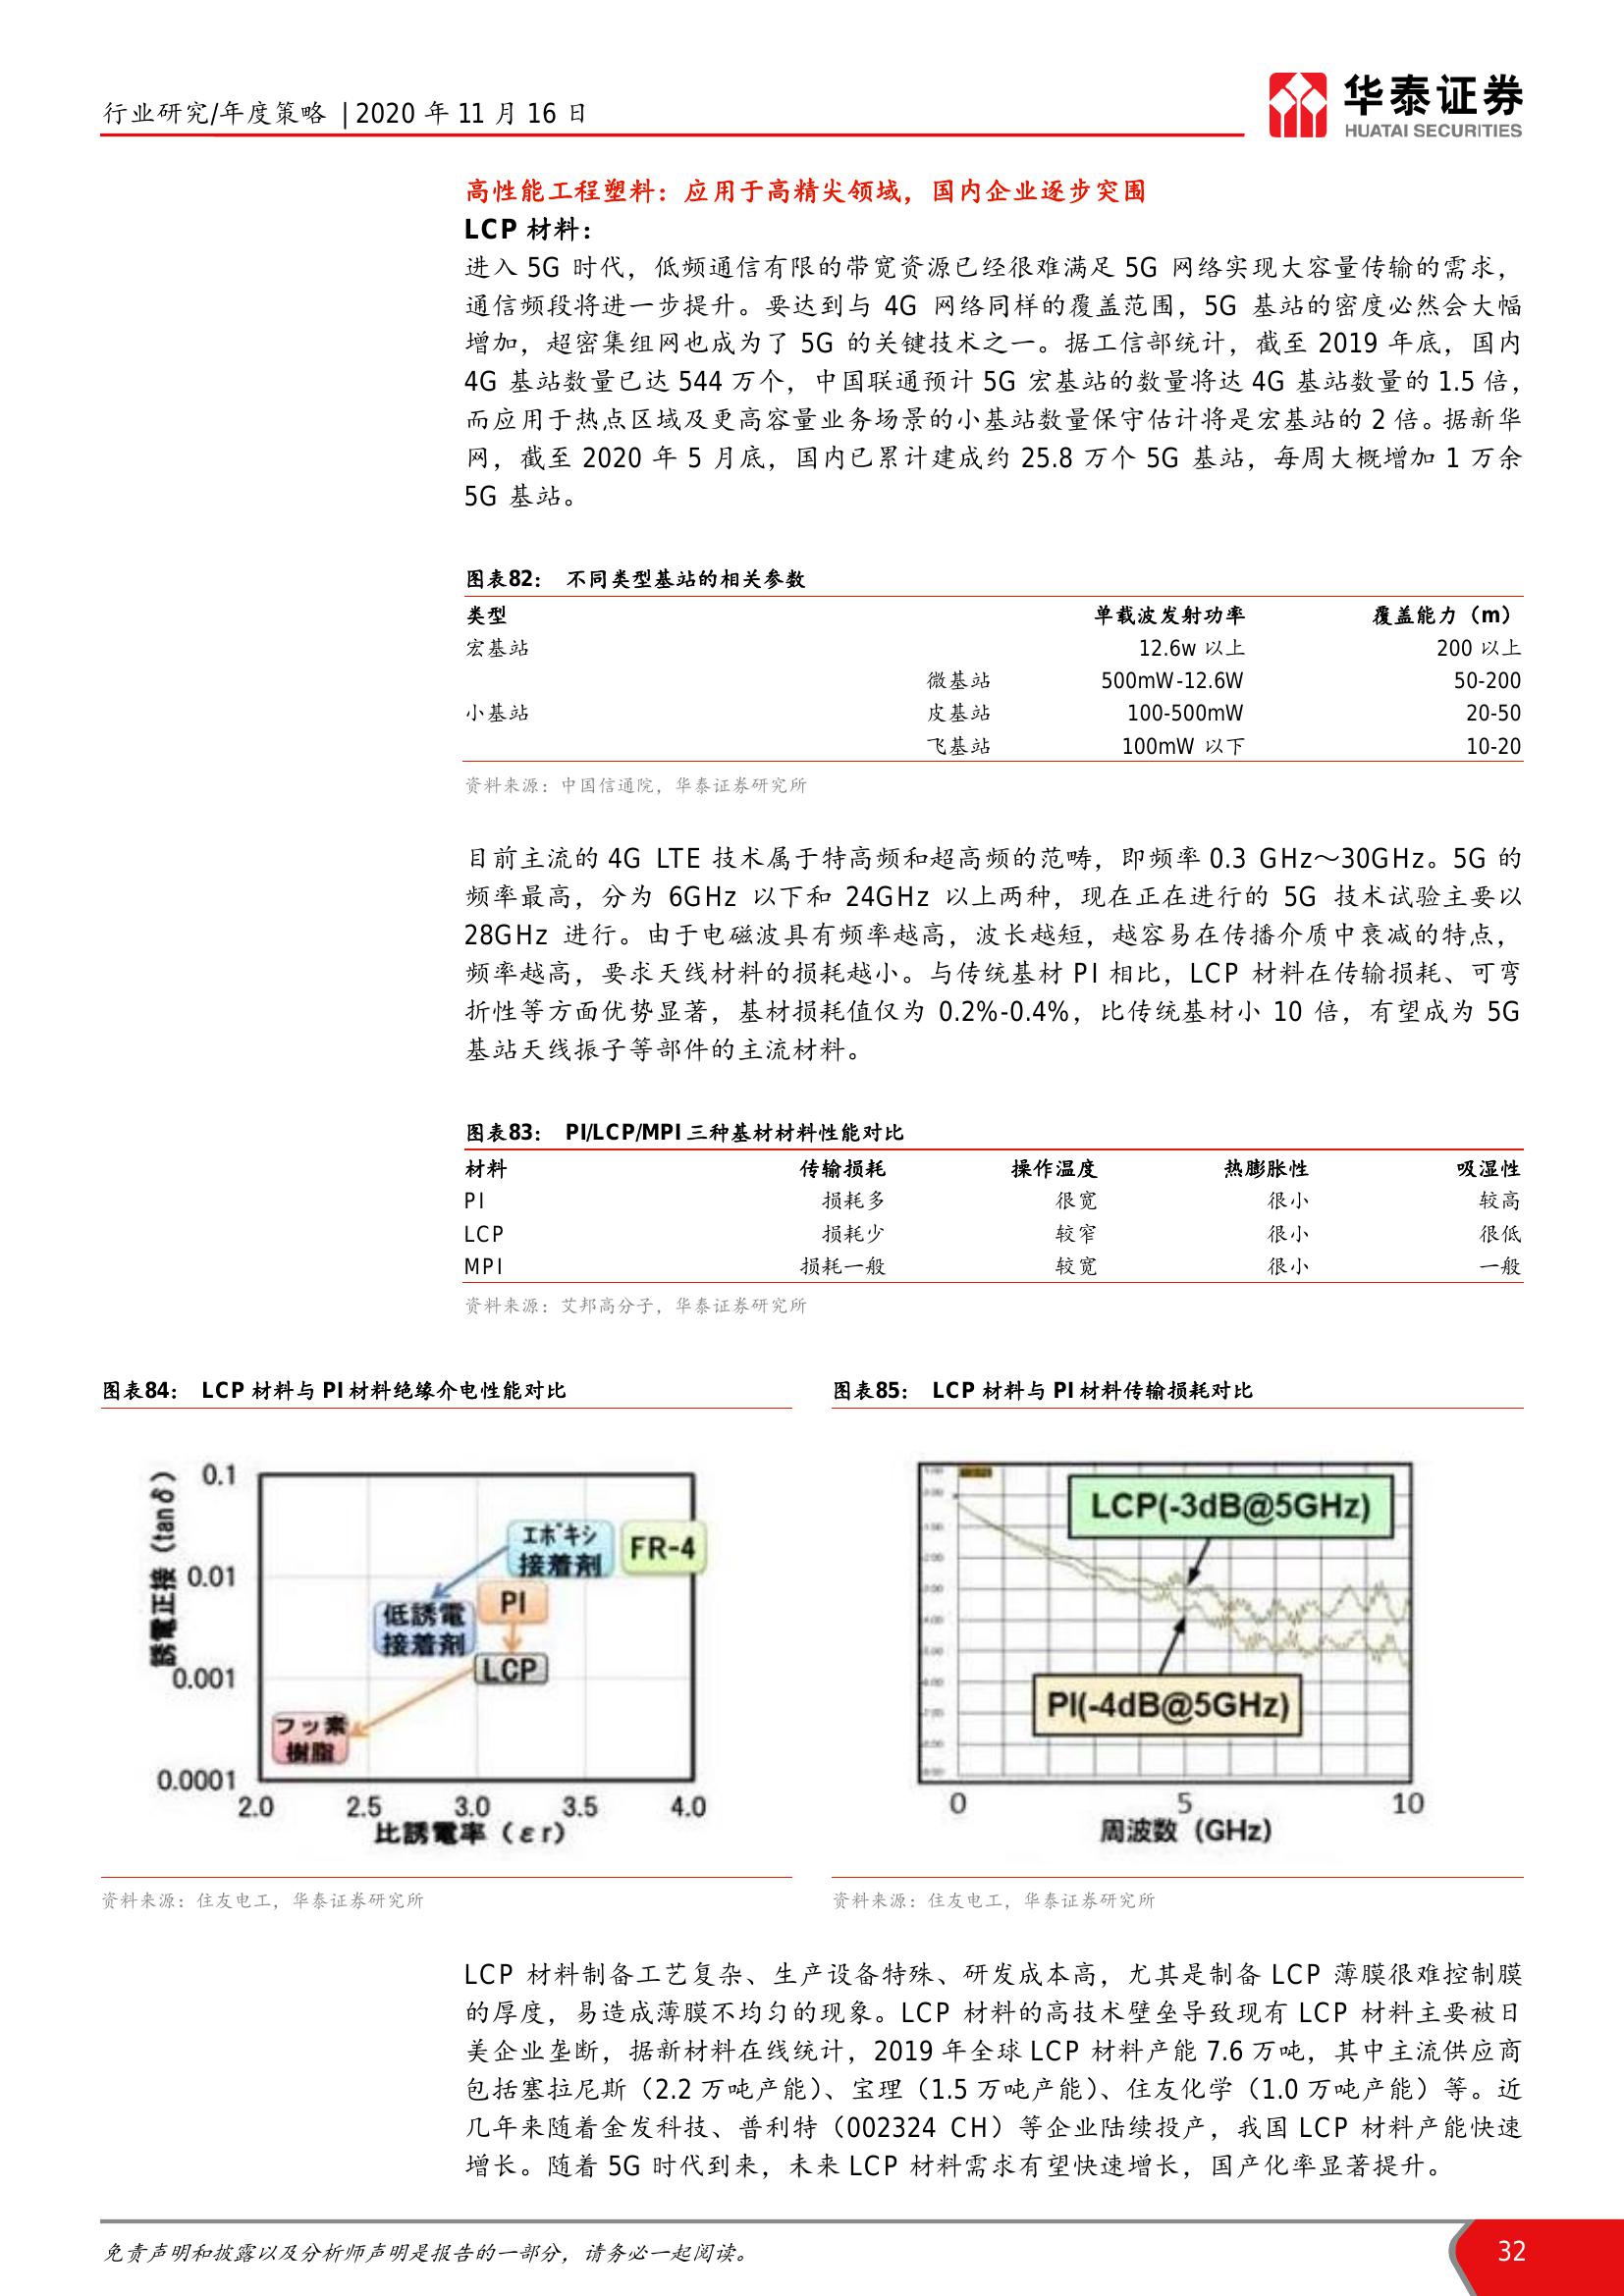 行业研究/年度策略 | 2020 年 11 月 16 日
华泰证券
HUATAI SECURITIES
高性能工程塑料：应用于高精尖领域，国内企业逐步突围
LCP 材料：
进入 5G 时代，低频通信有限的带宽资源已经很难满足 5G 网络实现大容量传输的需求，
通信频段将进一步提升。要达到与 4G 网络同样的覆盖范围，5G 基站的密度必然会大幅
增加，超密集组网也成为了 5G 的关键技术之一。据工信部统计，截至 2019 年底，国内
4G 基站数量已达 544 万个，中国联通预计 5G 宏基站的数量将达 4G 基站数量的 1.5 倍，
而应用于热点区域及更高容量业务场景的小基站数量保守估计将是宏基站的 2 倍。据新华
网，截至 2020 年 5 月底，国内已累计建成约 25.8 万个 5G 基站，每周大概增加 1 万余
5G 基站。
图表82： 不同类型基站的相关参数
类型 单载波发射功率 覆盖能力（m）
宏基站 12.6w 以上 200 以上
微基站 500mW-12.6W 50-200
小基站 皮基站 100-500mW 20-50
飞基站 100mW 以下 10-20
资料来源：中国信通院，华泰证券研究所
目前主流的 4G LTE 技术属于特高频和超高频的范畴，即频率 0.3 GHz～30GHz。5G 的
频率最高，分为 6GHz 以下和 24GHz 以上两种，现在正在进行的 5G 技术试验主要以
28GHz 进行。由于电磁波具有频率越高，波长越短，越容易在传播介质中衰减的特点，
频率越高，要求天线材料的损耗越小。与传统基材 PI 相比，LCP 材料在传输损耗、可弯
折性等方面优势显著，基材损耗值仅为 0.2%-0.4%，比传统基材小 10 倍，有望成为 5G
基站天线振子等部件的主流材料。
图表83： PI/LCP/MPI 三种基材材料性能对比
材料 传输损耗 操作温度 热膨胀性 吸湿性
PI 损耗多 很宽 很小 较高
LCP 损耗少 较窄 很小 很低
MPI 损耗一般 较宽 很小 一般
资料来源：艾邦高分子，华泰证券研究所
图表84： LCP 材料与 PI 材料绝缘介电性能对比
誘電正接（tanδ）
0.1
0.01
0.001
0.0001
エポキシ
接着剤
FR-4
PI
低誘電
接着剤
LCP
フッ素
樹脂
2.0 2.5 3.0 3.5 4.0
比誘電率（εr）
资料来源：住友电工，华泰证券研究所
图表85： LCP 材料与 PI 材料传输损耗对比
LCP(-3dB@5GHz)
PI(-4dB@5GHz)
0 5 10
周波数（GHz）
资料来源：住友电工，华泰证券研究所
LCP 材料制备工艺复杂、生产设备特殊、研发成本高，尤其是制备 LCP 薄膜很难控制膜
的厚度，易造成薄膜不均匀的现象。LCP 材料的高技术壁垒导致现有 LCP 材料主要被日
美企业垄断，据新材料在线统计，2019 年全球 LCP 材料产能 7.6 万吨，其中主流供应商
包括塞拉尼斯（2.2 万吨产能）、宝理（1.5 万吨产能）、住友化学（1.0 万吨产能）等。近
几年来随着金发科技、普利特（002324 CH）等企业陆续投产，我国 LCP 材料产能快速
增长。随着 5G 时代到来，未来 LCP 材料需求有望快速增长，国产化率显著提升。
免责声明和披露以及分析师声明是报告的一部分，请务必一起阅读。
32